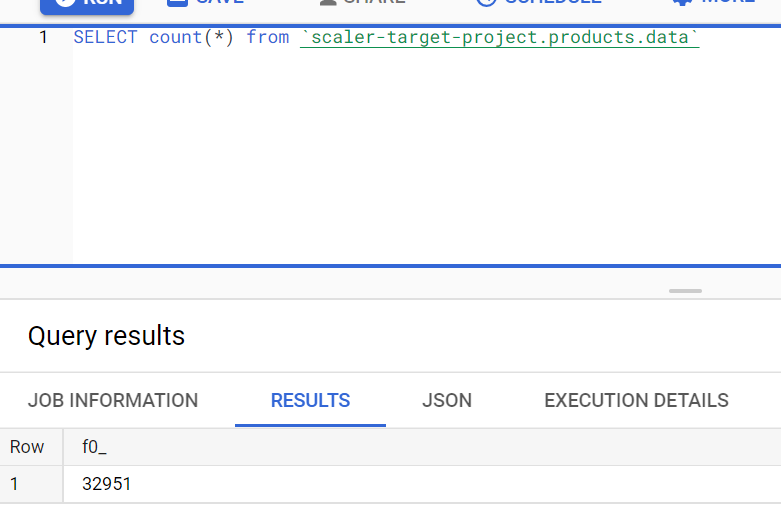 RUN SAVE SHARE SCHEDULE MORE
1 SELECT count(*) from `scaler-target-project.products.data`
Query results
JOB INFORMATION RESULTS JSON EXECUTION DETAILS
Row f0_
1 32951